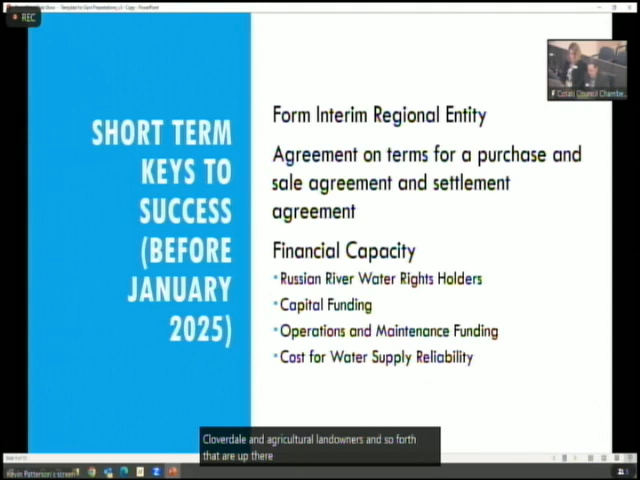 REC
SHORT TERM
KEYS TO
SUCCESS
(BEFORE
JANUARY
2025)
Form Interim Regional Entity
Agreement on terms for a purchase and
sale agreement and settlement
agreement
Financial Capacity
•Russian River Water Rights Holders
•Capital Funding
•Operations and Maintenance Funding
•Cost for Water Supply Reliability
Cotati Council Chambe...
Cloverdale and agricultural landowners and so forth
that are up there
Kevin Patterson's screen